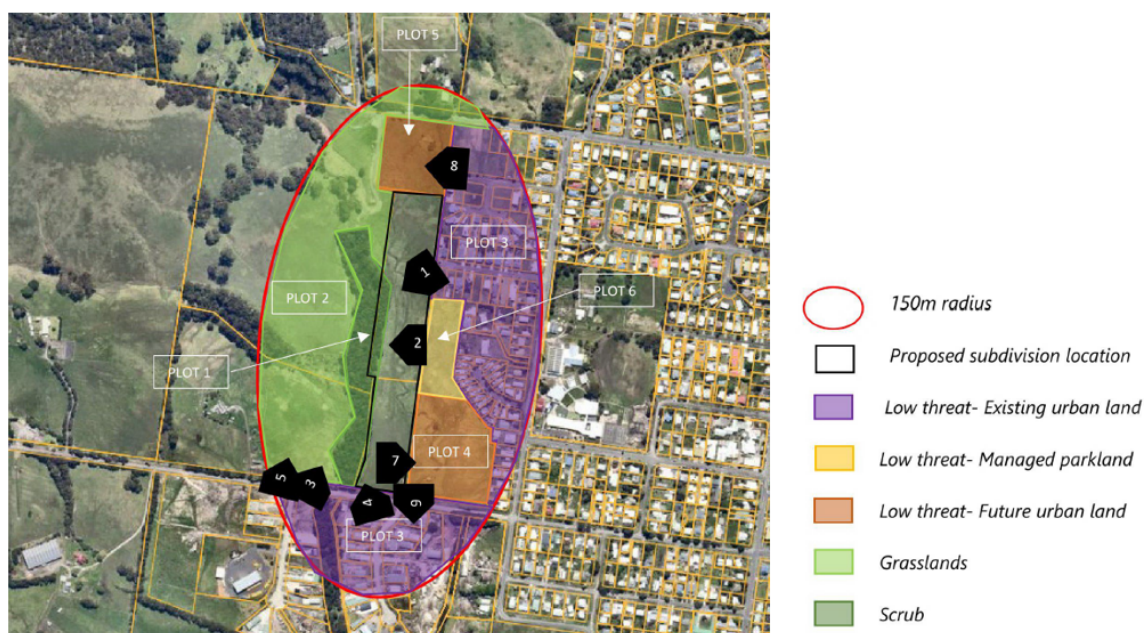 PLOT 5
8
PLOT 3
1
PLOT 2
PLOT 6
2
PLOT 1
PLOT 4
7
5
3
4
9
PLOT 3
150m radius
Proposed subdivision location
Low threat- Existing urban land
Low threat- Managed parkland
Low threat- Future urban land
Grasslands
Scrub